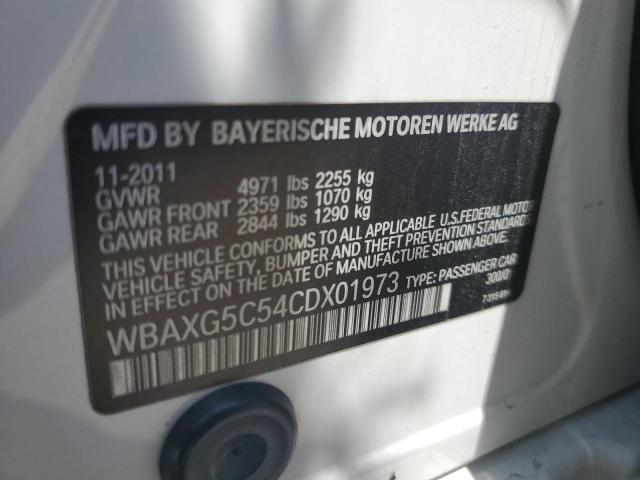 MFD BY BAYERISCHE MOTOREN WERKE AG
11-2011
GVWR 4971 lbs 2255 kg
GAWR FRONT 2359 lbs 1070 kg
GAWR REAR 2844 lbs 1290 kg
THIS VEHICLE CONFORMS TO ALL APPLICABLE U.S.FEDERAL MOTOR
VEHICLE SAFETY, BUMPER AND THEFT PREVENTION STANDARDS
IN EFFECT ON THE DATE OF MANUFACTURE SHOWN ABOVE.
WBAXG5C54CDX01973 TYPE: PASSENGER CAR
300/0